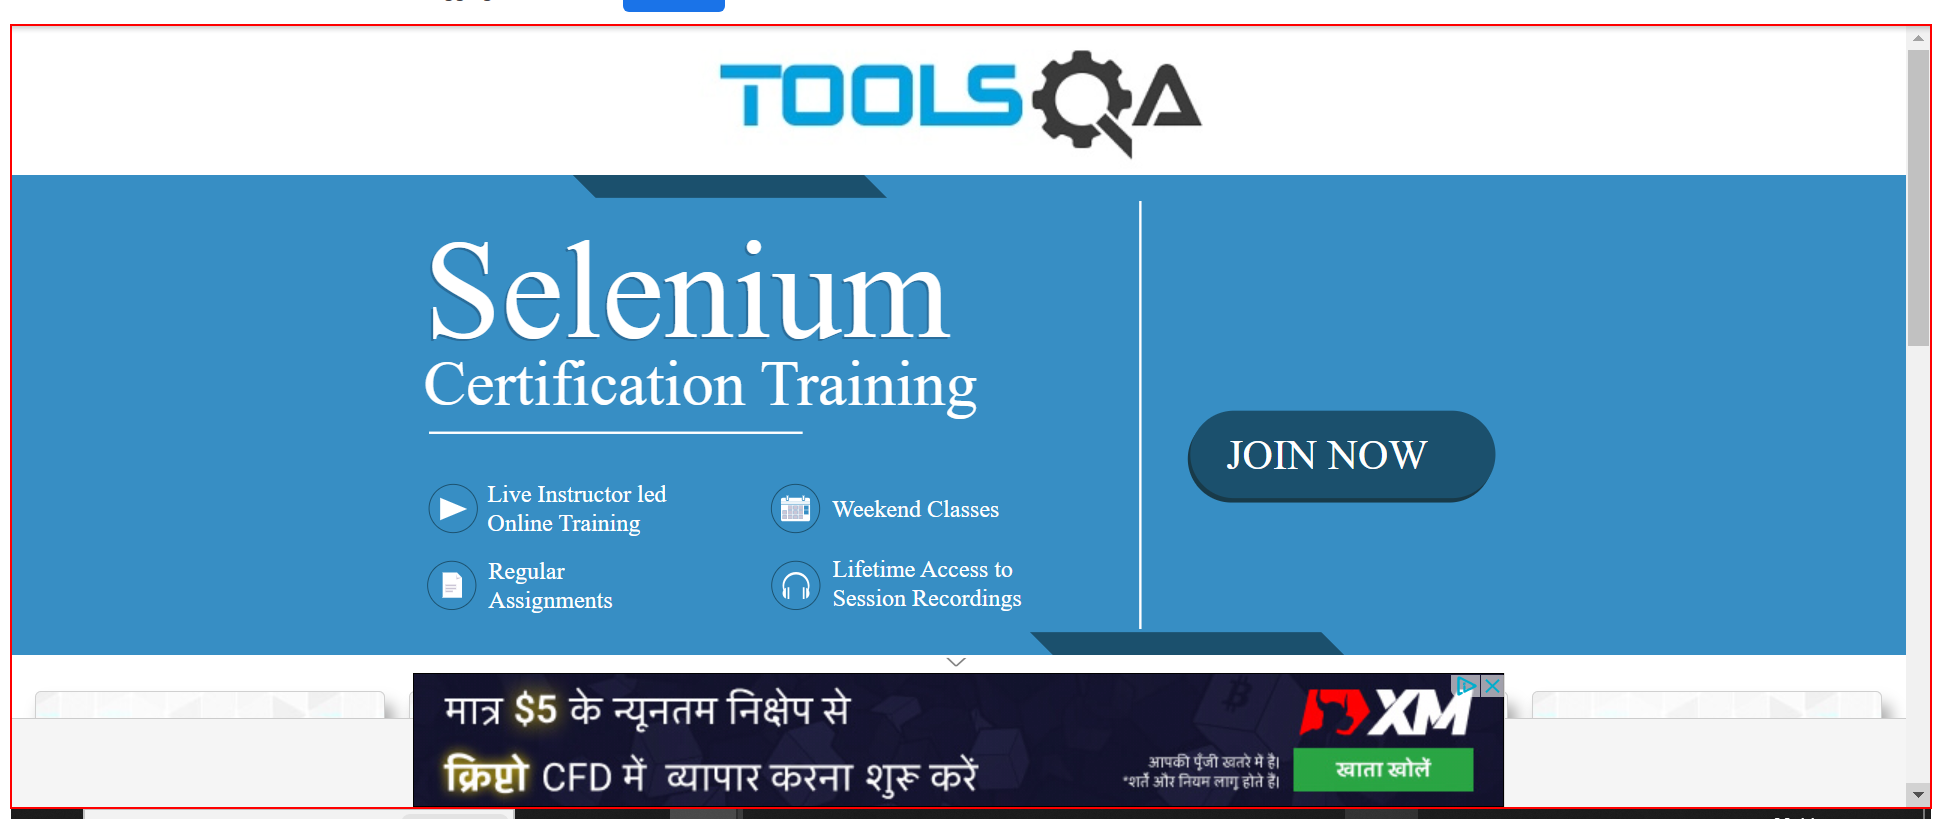 TOOLSQA
Selenium
Certification Training
JOIN NOW
Live Instructor led
Online Training
Weekend Classes
Regular
Assignments
Lifetime Access to
Session Recordings
मात्र $5 के न्यूनतम निक्षेप से
क्रिप्टो CFD में व्यापार करना शुरू करें
आपकी पूँजी खतरे में है।
*शर्तें और नियम लागू होते हैं।
XM
खाता खोलें